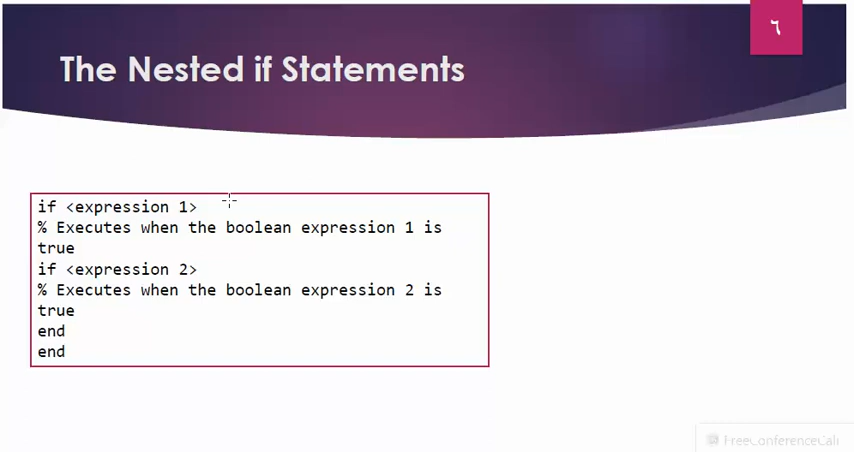 ٦
The Nested if Statements
if <expression 1>
% Executes when the boolean expression 1 is
true
if <expression 2>
% Executes when the boolean expression 2 is
true
end
end
FreeConferenceCall